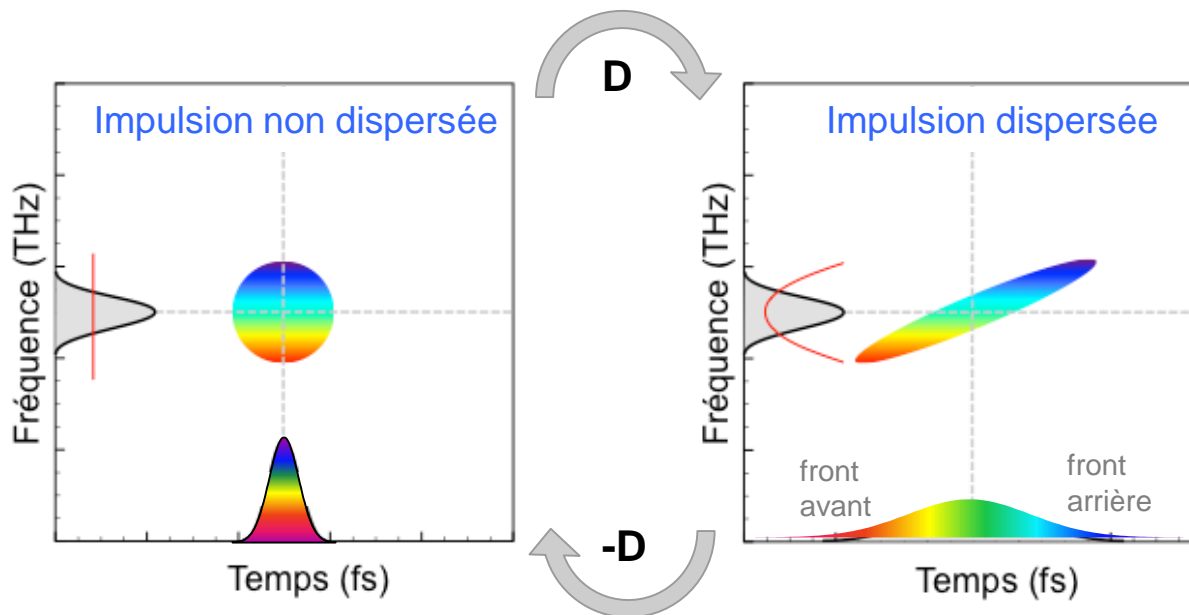 D
Impulsion non dispersée
Impulsion dispersée
Fréquence (THz)
Fréquence (THz)
front
avant
front
arrière
-D
Temps (fs)
Temps (fs)